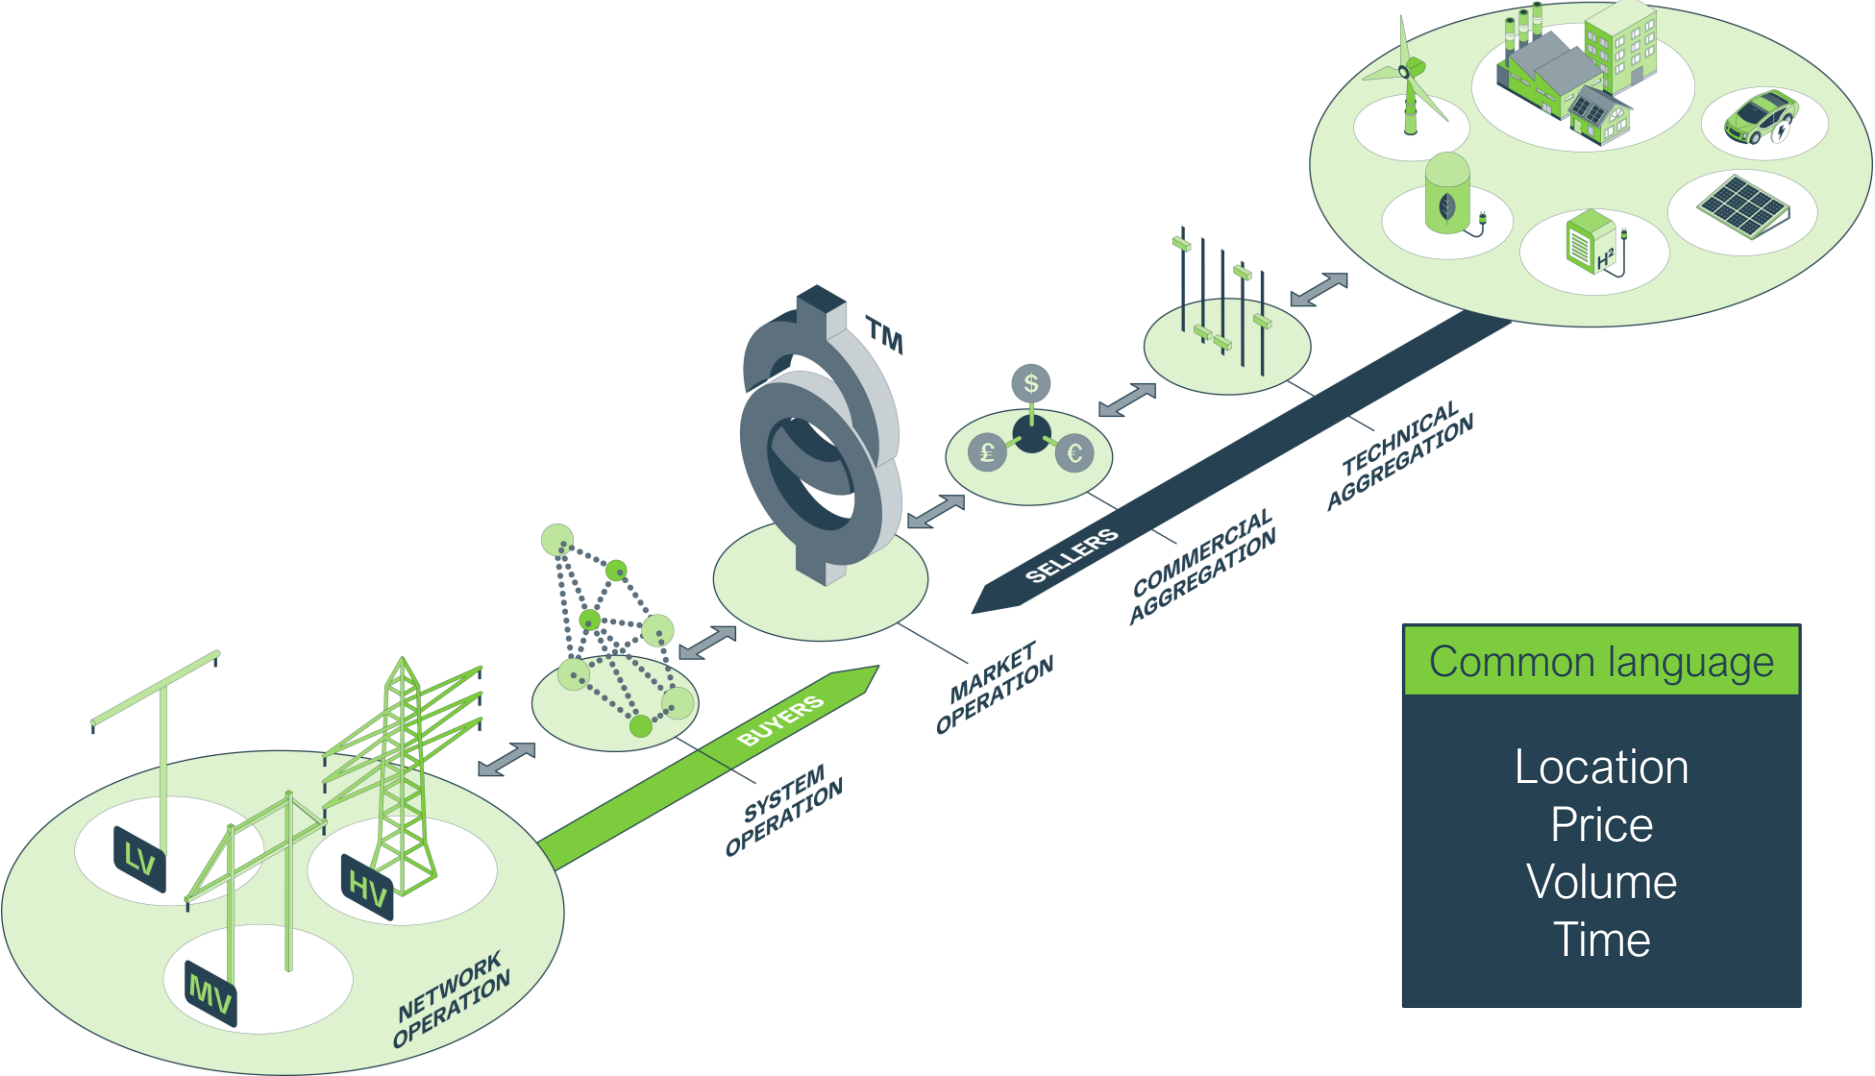 TM
$
£
€
H²
TECHNICAL
AGGREGATION
SELLERS
COMMERCIAL
AGGREGATION
MARKET
OPERATION
BUYERS
SYSTEM
OPERATION
LV
HV
MV
NETWORK
OPERATION
Common language
Location
Price
Volume
Time